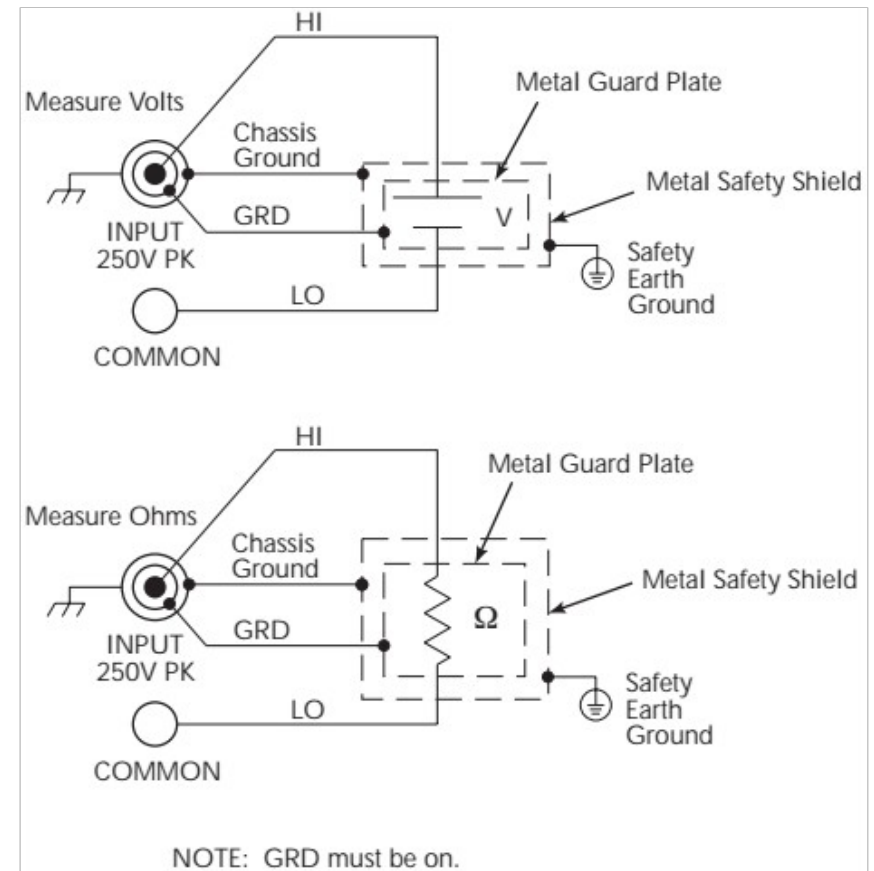 HI
Metal Guard Plate
Measure Volts
Chassis
Ground
Metal Safety Shield
GRD
V
INPUT
250V PK
Safety
Earth
Ground
LO
COMMON
HI
Metal Guard Plate
Measure Ohms
Chassis
Ground
Metal Safety Shield
GRD
Ω
INPUT
250V PK
Safety
Earth
Ground
LO
COMMON
NOTE: GRD must be on.